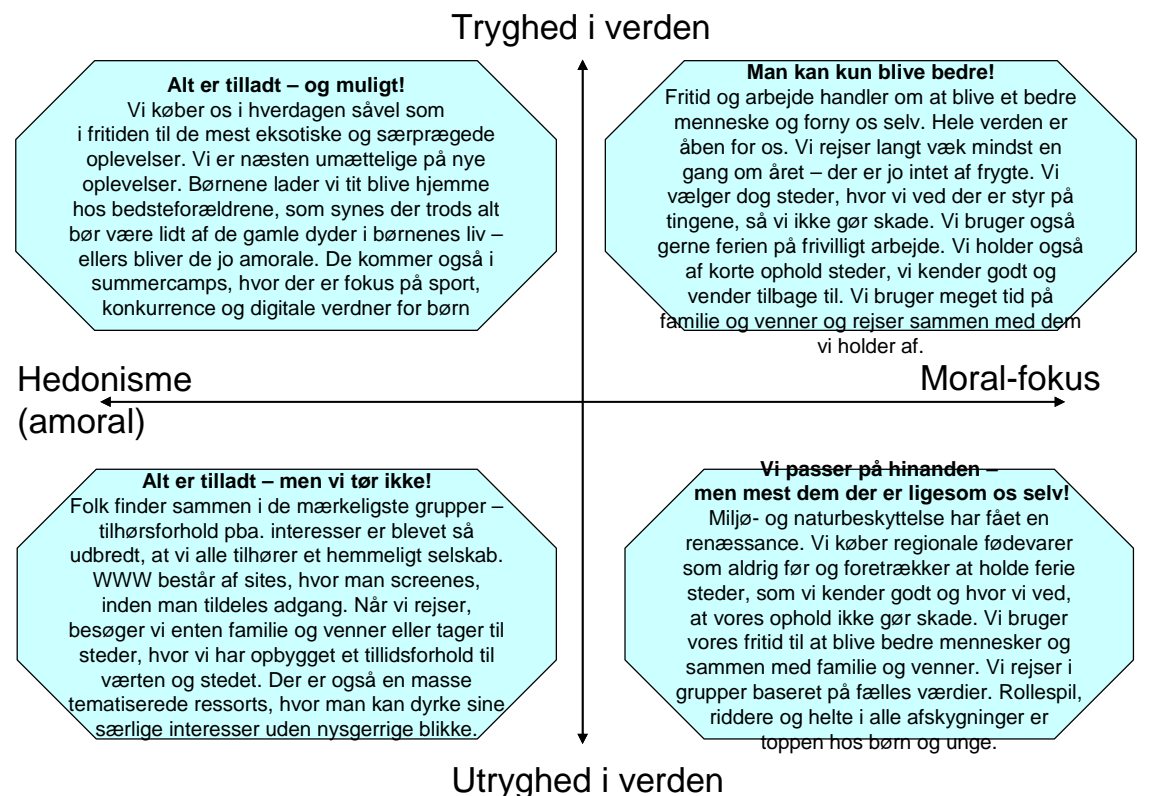 Tryghed i verden
Alt er tilladt – og muligt!
Vi køber os i hverdagen såvel som
i fritiden til de mest eksotiske og særprægede
oplevelser. Vi er næsten umættelige på nye
oplevelser. Børnene lader vi tit blive hjemme
hos bedsteforældrene, som synes der trods alt
bør være lidt af de gamle dyder i børnenes liv –
ellers bliver de jo amorale. De kommer også i
summercamps, hvor der er fokus på sport,
konkurrence og digitale verdner for børn
Man kan kun blive bedre!
Fritid og arbejde handler om at blive et bedre
menneske og forny os selv. Hele verden er
åben for os. Vi rejser langt væk mindst en
gang om året – der er jo intet af frygte. Vi
vælger dog steder, hvor vi ved der er styr på
tingene, så vi ikke gør skade. Vi bruger også
gerne ferien på frivilligt arbejde. Vi holder også
af korte ophold steder, vi kender godt og
vender tilbage til. Vi bruger meget tid på
familie og venner og rejser sammen med dem
vi holder af.
Hedonisme
(amoral)
Moral-fokus
Alt er tilladt – men vi tør ikke!
Folk finder sammen i de mærkeligste grupper –
tilhørsforhold pba. interesser er blevet så
udbredt, at vi alle tilhører et hemmeligt selskab.
WWW består af sites, hvor man screenes,
inden man tildeles adgang. Når vi rejser,
besøger vi enten familie og venner eller tager til
steder, hvor vi har opbygget et tillidsforhold til
værten og stedet. Der er også en masse
tematiserede ressorts, hvor man kan dyrke sine
særlige interesser uden nysgerrige blikke.
Vi passer på hinanden –
men mest dem der er ligesom os selv!
Miljø- og naturbeskyttelse har fået en
renæssance. Vi køber regionale fødevarer
som aldrig før og foretrækker at holde ferie
steder, som vi kender godt og hvor vi ved,
at vores ophold ikke gør skade. Vi bruger
vores fritid til at blive bedre mennesker og
sammen med familie og venner. Vi rejser i
grupper baseret på fælles værdier. Rollespil,
riddere og helte i alle afskygninger er
toppen hos børn og unge.
Utryghed i verden